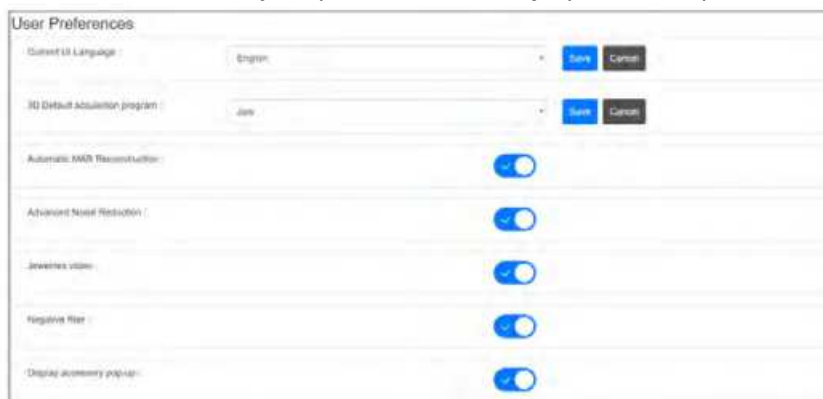 User Preferences
Current UI Language :
English
Save Cancel
3D Default acquisition program :
Jaw
Save Cancel
Automatic MAR Reconstruction :
Advanced Noise Reduction :
Jewelries video :
Negative filter :
Display accessory pop-up :